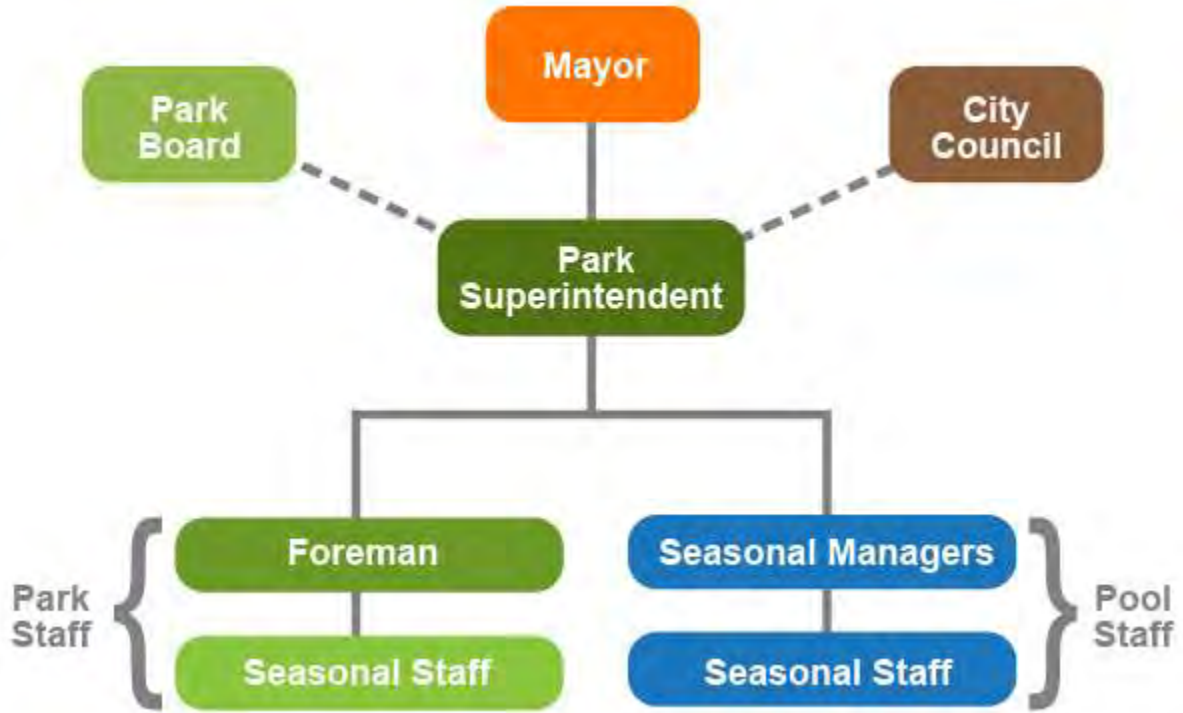 Mayor
Park
Board
City
Council
Park
Superintendent
Foreman
Seasonal Managers
Park
Staff
Pool
Staff
Seasonal Staff
Seasonal Staff